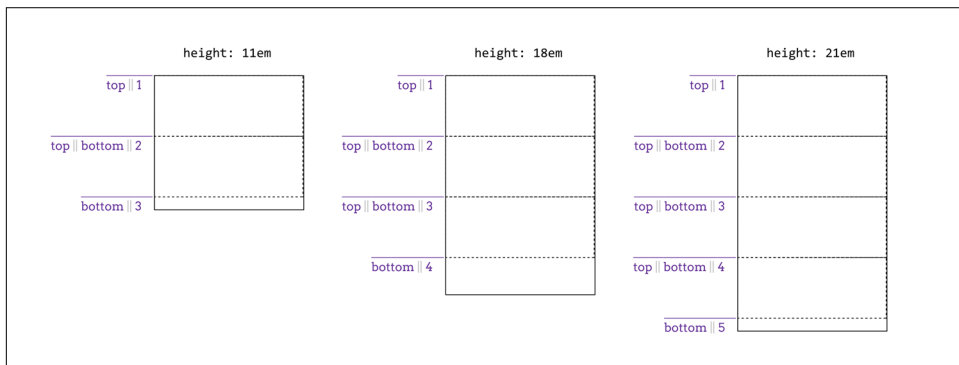 height: 11em
top || 1
top || bottom || 2
bottom || 3
height: 18em
top || 1
top || bottom || 2
top || bottom || 3
bottom || 4
height: 21em
top || 1
top || bottom || 2
top || bottom || 3
top || bottom || 4
bottom || 5